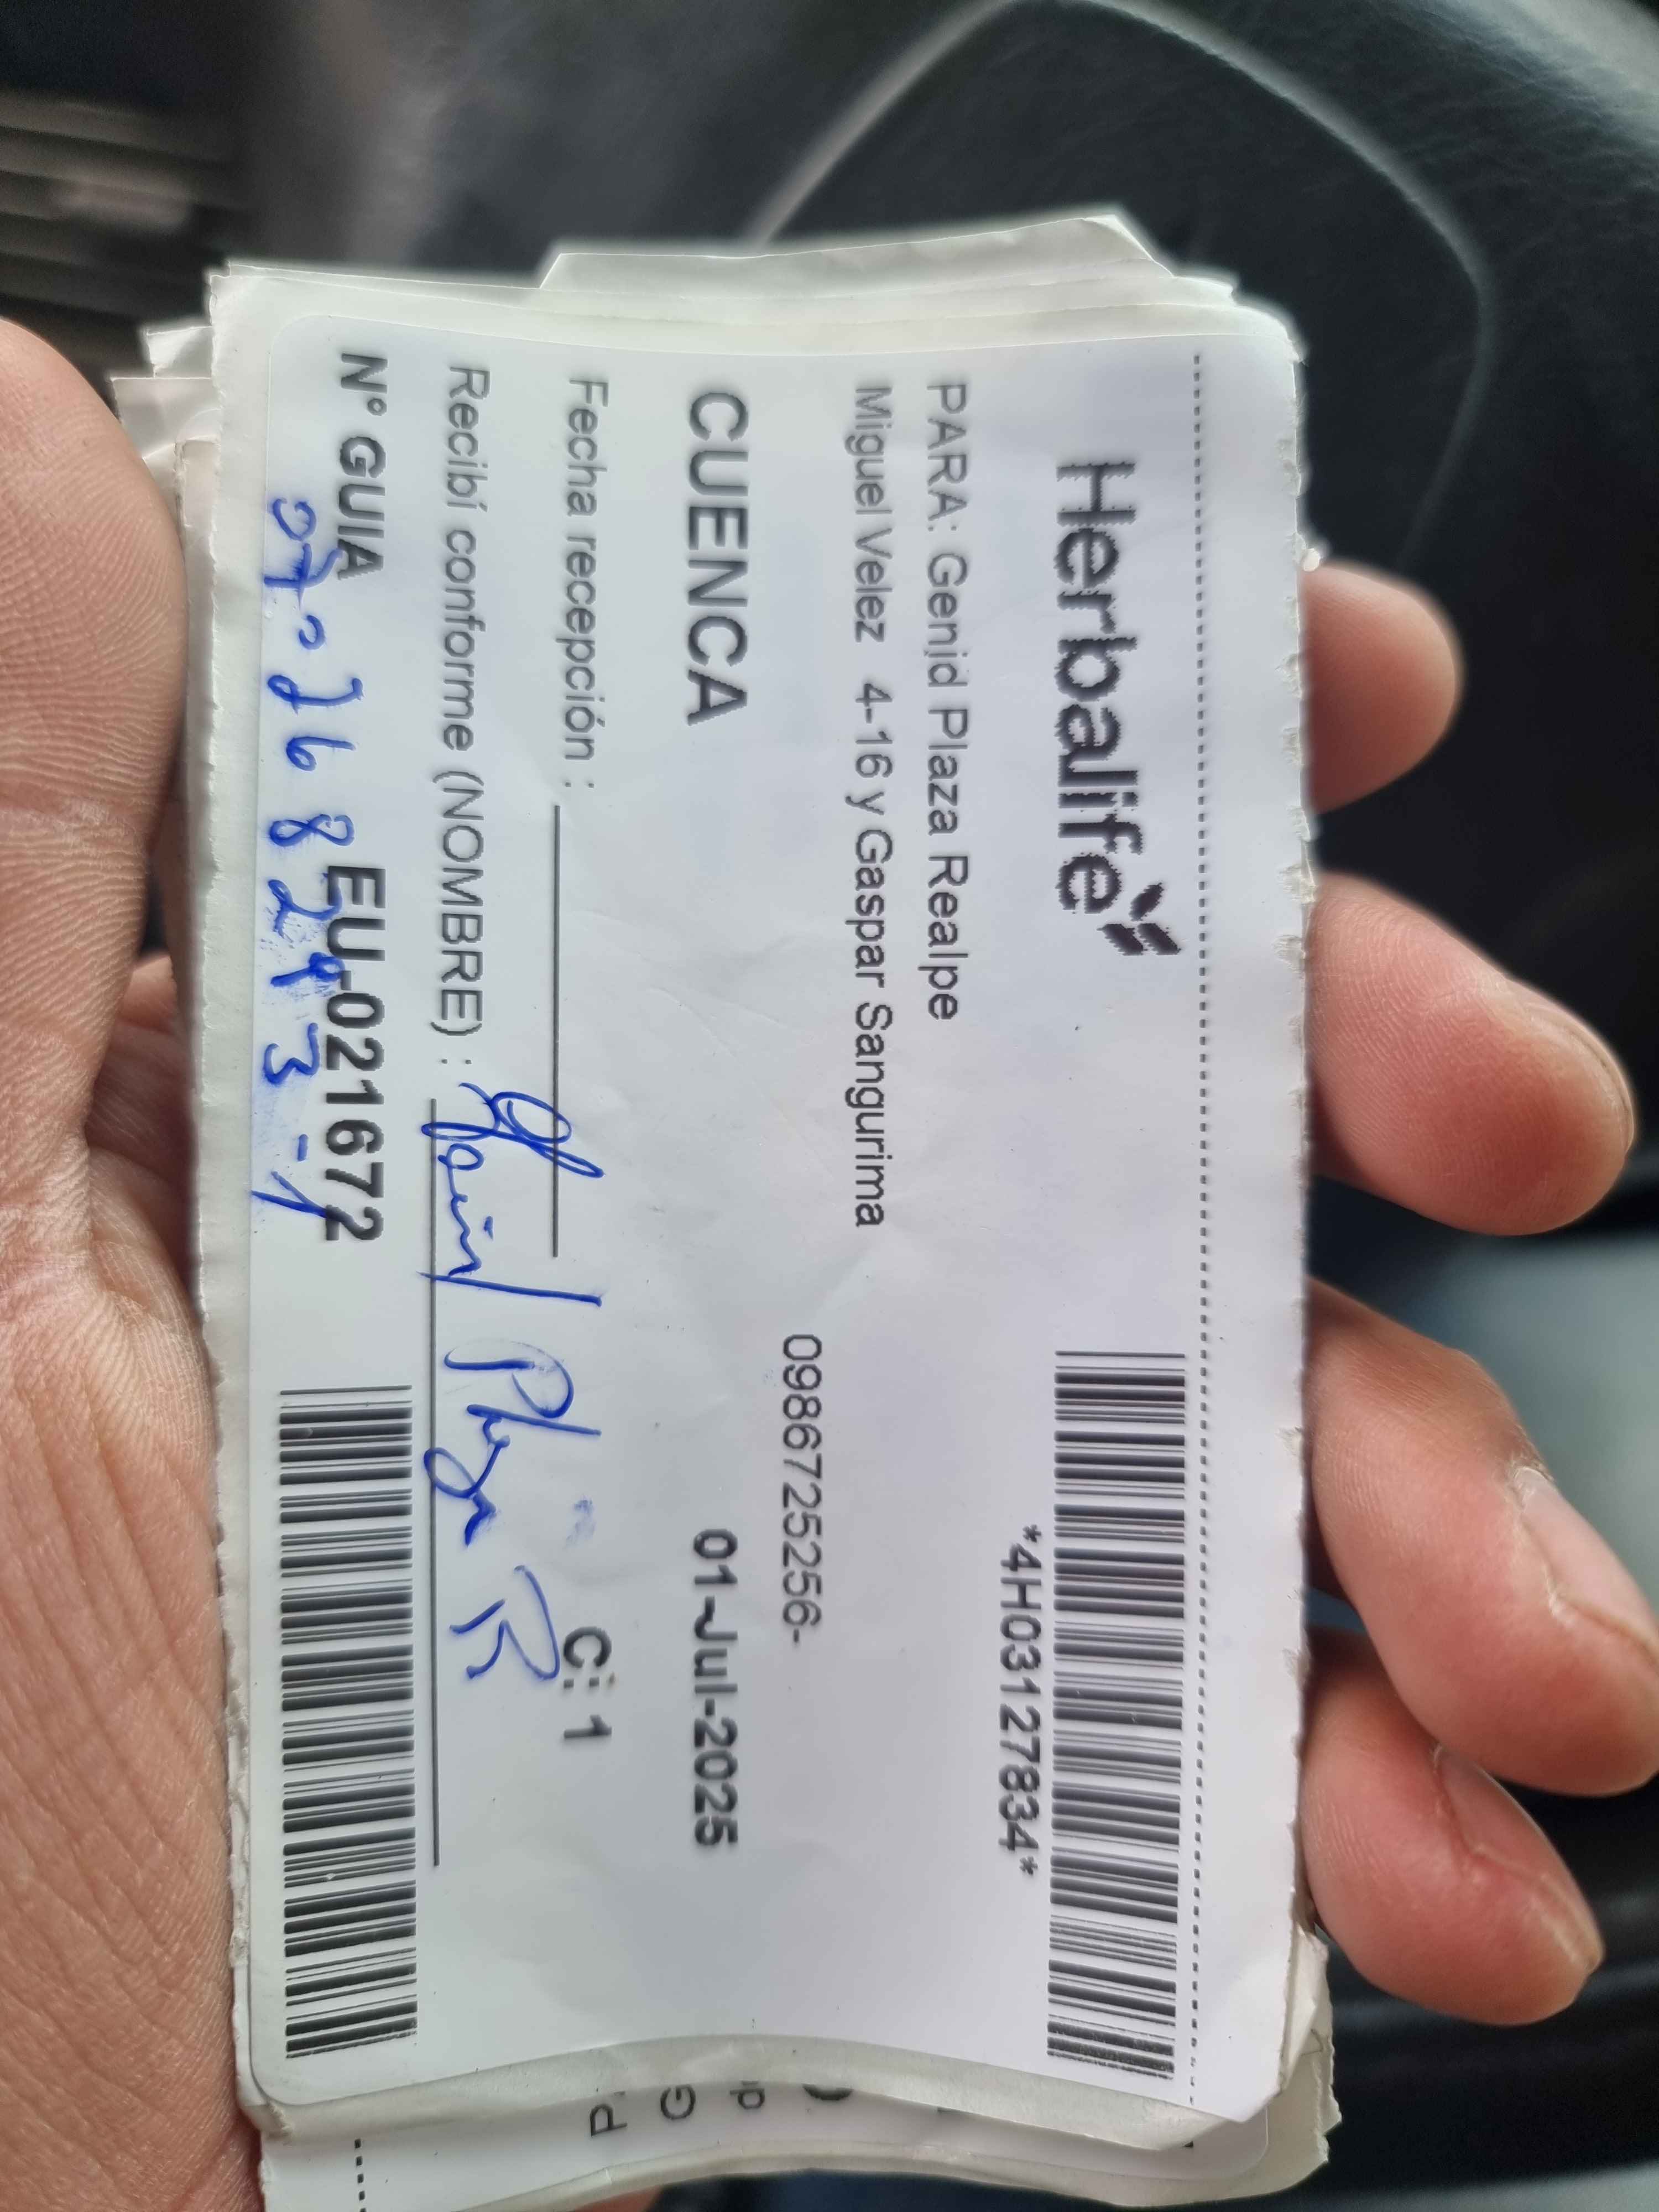 Herbalife
*4H03127834*
PARA: Genid Plaza Realpe
Miguel Velez 4-16 y Gaspar Sangurima
0986725256-
CUENCA 01-Jul-2025
Fecha recepción :
C: 1
Recibí conforme (NOMBRE) : Plaza R
N° GUIA EU-021672